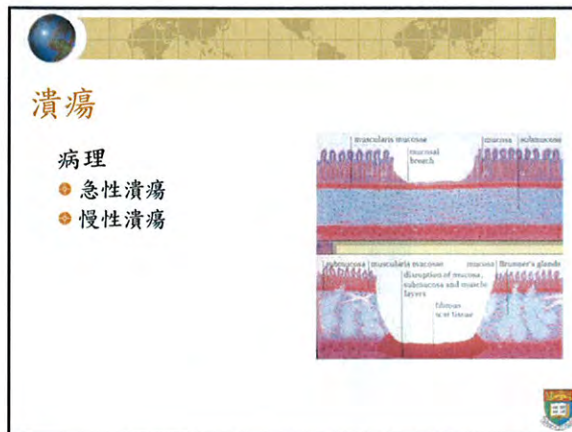 潰瘍
病理
急性潰瘍
慢性潰瘍
muscularis mucosae
mucosa
submucosa
mucosal
breach
submucosa
muscularis mucosae
mucosa
Brunner's glands
disruption of mucosa,
submucosa and muscle
layers
fibrous
scar tissue